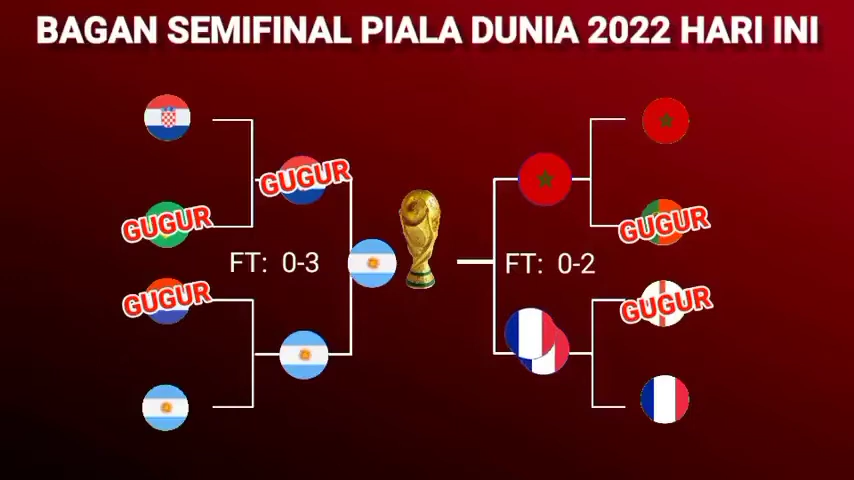 BAGAN SEMIFINAL PIALA DUNIA 2022 HARI INI
GUGUR
GUGUR
GUGUR
FT: 0-3
FT: 0-2
GUGUR
GUGUR